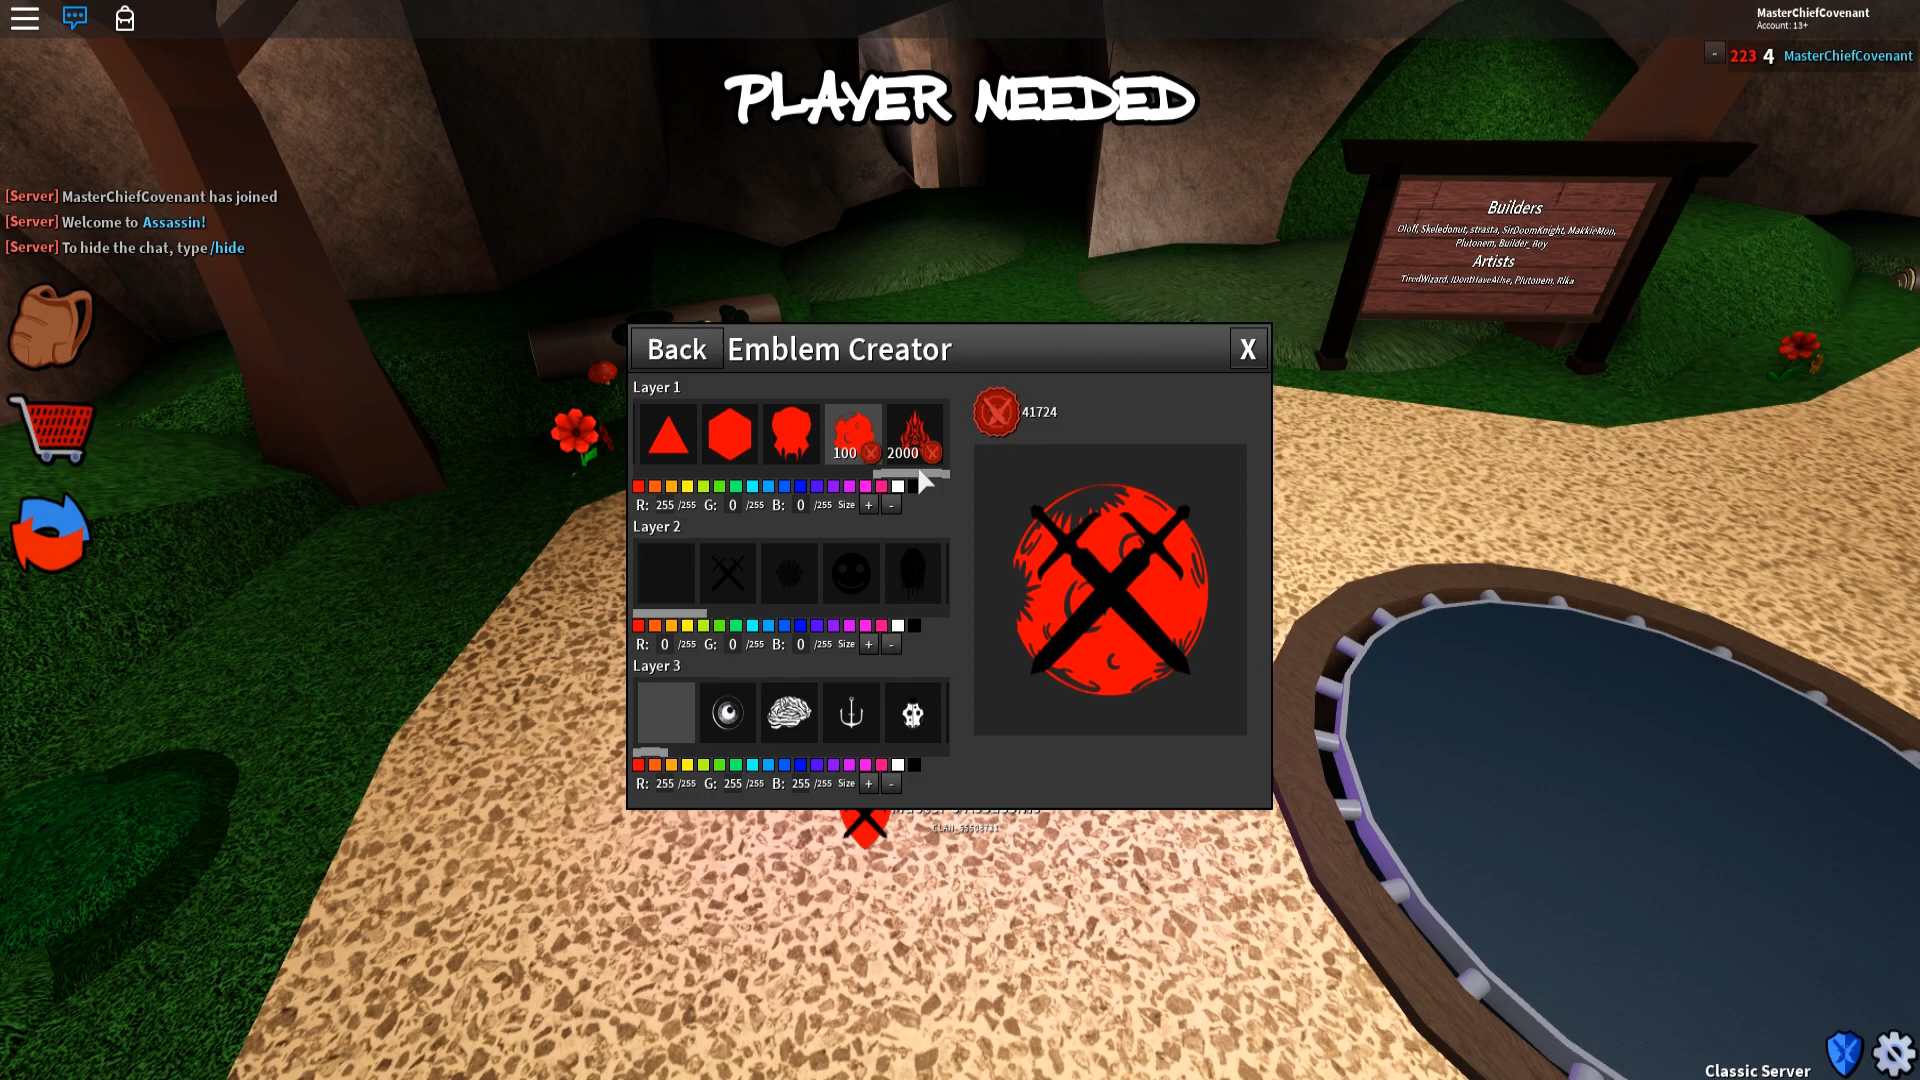 MasterChiefCovenant
Account: 13+
- 223 4 MasterChiefCovenant
PLAYER NEEDED
[Server] MasterChiefCovenant has joined
[Server] Welcome to Assassin!
[Server] To hide the chat, type /hide
Builders
Oloff, Skeledonut, strasta, SirDoomKnight, MakkieMon,
Plutonem, Builder_Boy
Artists
TiredWizard, IDontHaveAUse, Plutonem, Rika
Back Emblem Creator X
Layer 1
41724
100 2000
R: 255 /255 G: 0 /255 B: 0 /255 Size + -
Layer 2
R: 0 /255 G: 0 /255 B: 0 /255 Size + -
Layer 3
R: 255 /255 G: 255 /255 B: 255 /255 Size + -
Classic Server